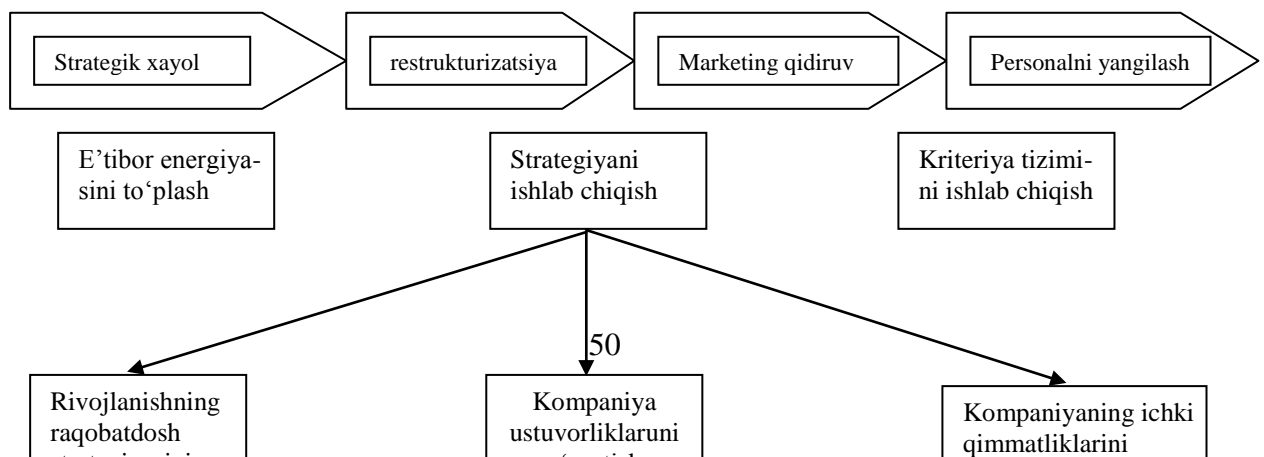 Strategik xayol
restrukturizatsiya
Marketing qidiruv
Personalni yangilash
E’tibor energiya-
sini to‘plash
Strategiyani
ishlab chiqish
Kriteriya tizimi-
ni ishlab chiqish
50
Rivojlanishning
raqobatdosh
Kompaniya
ustuvorliklaruni
Kompaniyaning ichki
qimmatliklarini